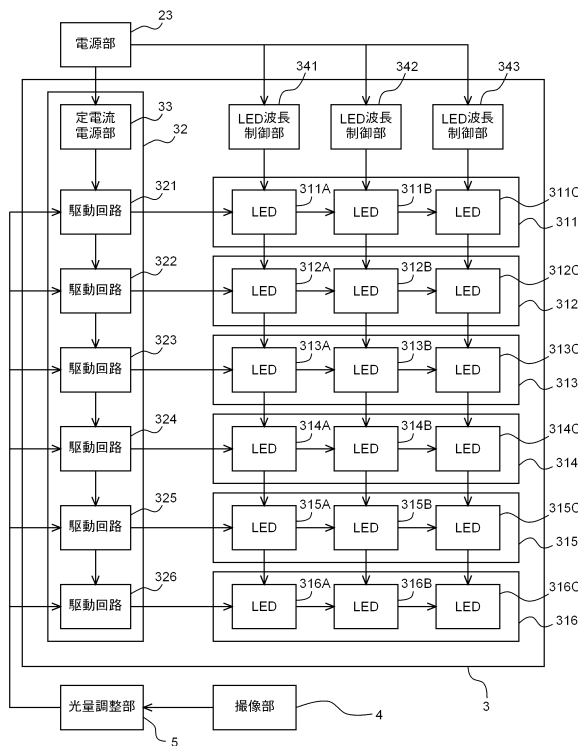 23
電源部
341
342
343
33
32
定電流
電源部
LED波長
制御部
LED波長
制御部
LED波長
制御部
321
駆動回路
311A
LED
311B
LED
311C
LED
311
322
駆動回路
312A
LED
312B
LED
312C
LED
312
323
駆動回路
313A
LED
313B
LED
313C
LED
313
324
駆動回路
314A
LED
314B
LED
314C
LED
314
325
駆動回路
315A
LED
315B
LED
315C
LED
315
326
駆動回路
316A
LED
316B
LED
316C
LED
316
3
光量調整部
5
撮像部
4